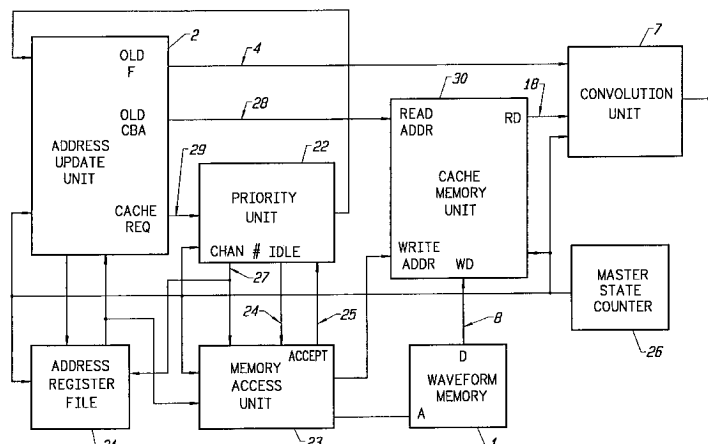 2
4
7
OLD
F
28
30
18
CONVOLUTION
UNIT
OLD
CBA
READ
ADDR
RD
ADDRESS
UPDATE
UNIT
29
22
CACHE
MEMORY
UNIT
PRIORITY
UNIT
CACHE
REQ
CHAN # IDLE
WRITE
ADDR
WD
27
24
25
8
MASTER
STATE
COUNTER
26
ADDRESS
REGISTER
FILE
ACCEPT
MEMORY
ACCESS
UNIT
D
WAVEFORM
MEMORY
A
23
1